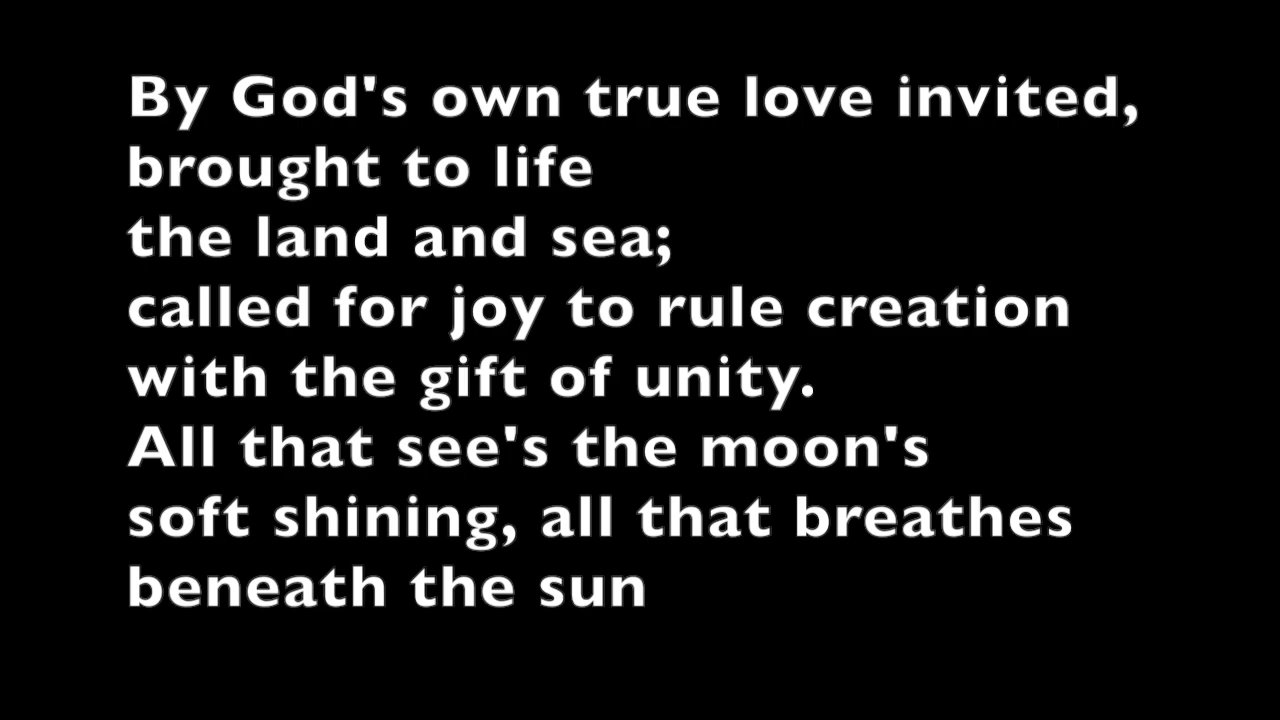 By God's own true love invited,
brought to life
the land and sea;
called for joy to rule creation
with the gift of unity.
All that see's the moon's
soft shining, all that breathes
beneath the sun